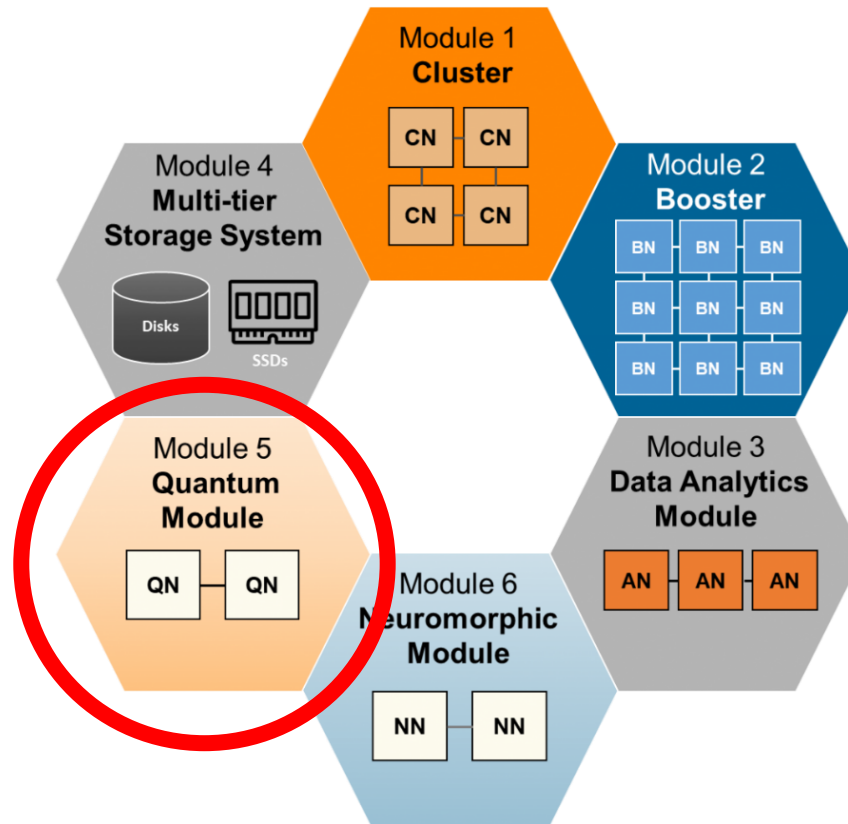 Module 1
Cluster
CN CN
CN CN
Module 2
Booster
BN BN BN
BN BN BN
BN BN BN
Module 3
Data Analytics
Module
AN AN AN
Module 4
Multi-tier
Storage System
Disks
SSDs
Module 5
Quantum
Module
QN QN
Module 6
Neuromorphic
Module
NN NN